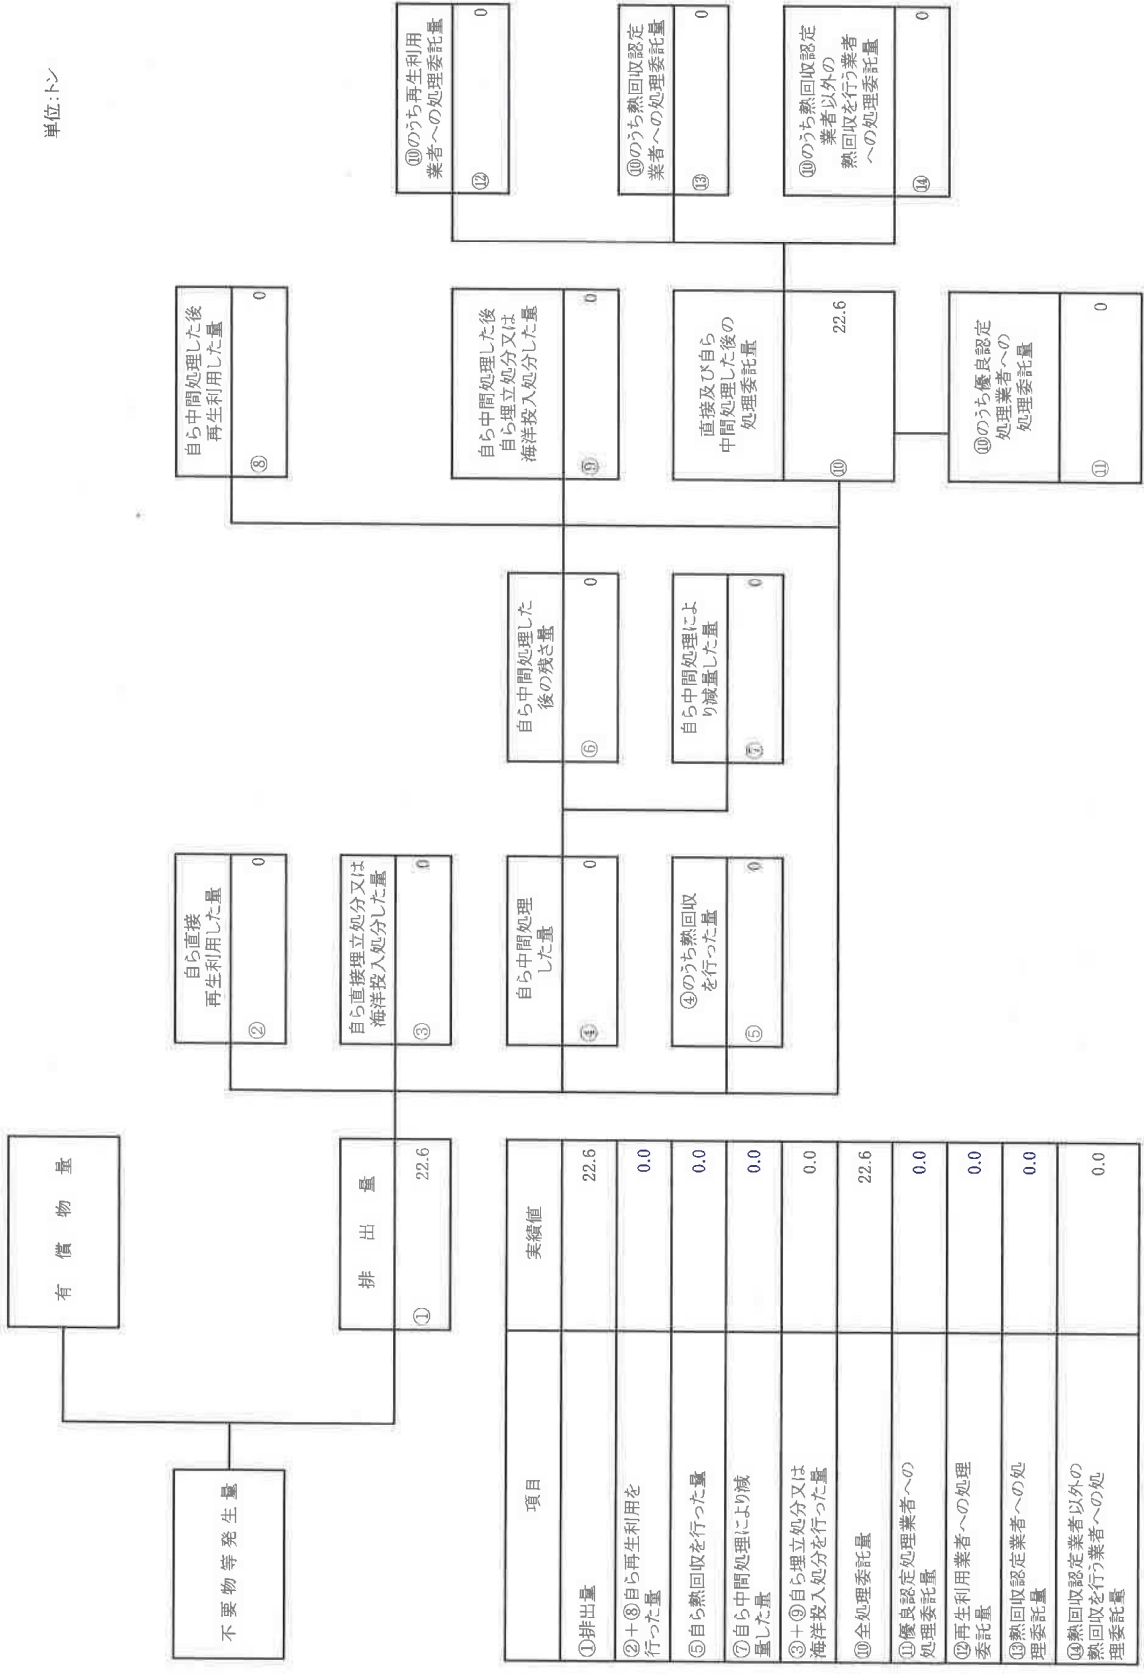 単位:トン
有償物量
不要物等発生量
排出量
① 22.6
自ら直接
再生利用した量
② 0
自ら直接埋立処分又は
海洋投入処分した量
③ 0
自ら中間処理
した量
④ 0
④のうち熱回収
を行った量
⑤ 0
自ら中間処理した
後の残さ量
⑥ 0
自ら中間処理によ
り減量した量
⑦ 0
自ら中間処理した後
再生利用した量
⑧ 0
自ら中間処理した後
自ら埋立処分又は
海洋投入処分した量
⑨ 0
直接及び自ら
中間処理した後の
処理委託量
⑩ 22.6
⑩のうち優良認定
処理業者への
処理委託量
⑪ 0
⑩のうち再生利用
業者への処理委託量
⑫ 0
⑩のうち熱回収認定
業者への処理委託量
⑬ 0
⑩のうち熱回収認定
業者以外の
熱回収を行う業者
への処理委託量
⑭ 0
項目 実績値
①排出量 22.6
②+⑧自ら再生利用を
行った量 0.0
⑤自ら熱回収を行った量 0.0
⑦自ら中間処理により減
量した量 0.0
③+⑨自ら埋立処分又は
海洋投入処分を行った量 0.0
⑩全処理委託量 22.6
⑪優良認定処理業者への
処理委託量 0.0
⑫再生利用業者への処理
委託量 0.0
⑬熱回収認定業者への処
理委託量 0.0
⑭熱回収認定業者以外の
熱回収を行う業者への処
理委託量 0.0